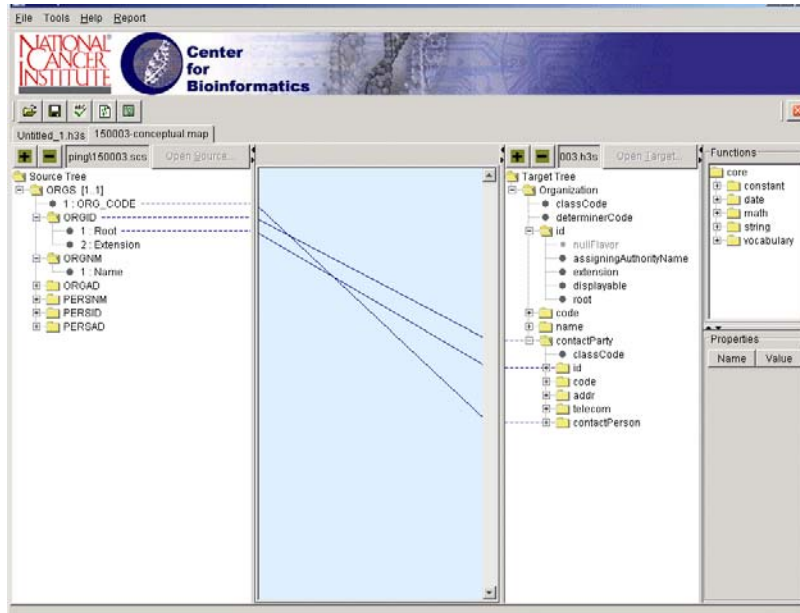 File Tools Help Report
NATIONAL
CANCER
INSTITUTE
Center
for
Bioinformatics
Untitled_1.h3s 150003-conceptual map
ping\150003.scs Open Source...
003.h3s Open Target...
Functions
Source Tree
ORGS [1..1]
1 : ORG_CODE
ORGID
1 : Root
2 : Extension
ORGNM
1 : Name
ORGAD
PERSNM
PERSID
PERSAD
Target Tree
Organization
classCode
determinerCode
id
nullFlavor
assigningAuthorityName
extension
displayable
root
code
name
contactParty
classCode
id
code
addr
telecom
contactPerson
core
constant
date
math
string
vocabulary
Properties
Name Value